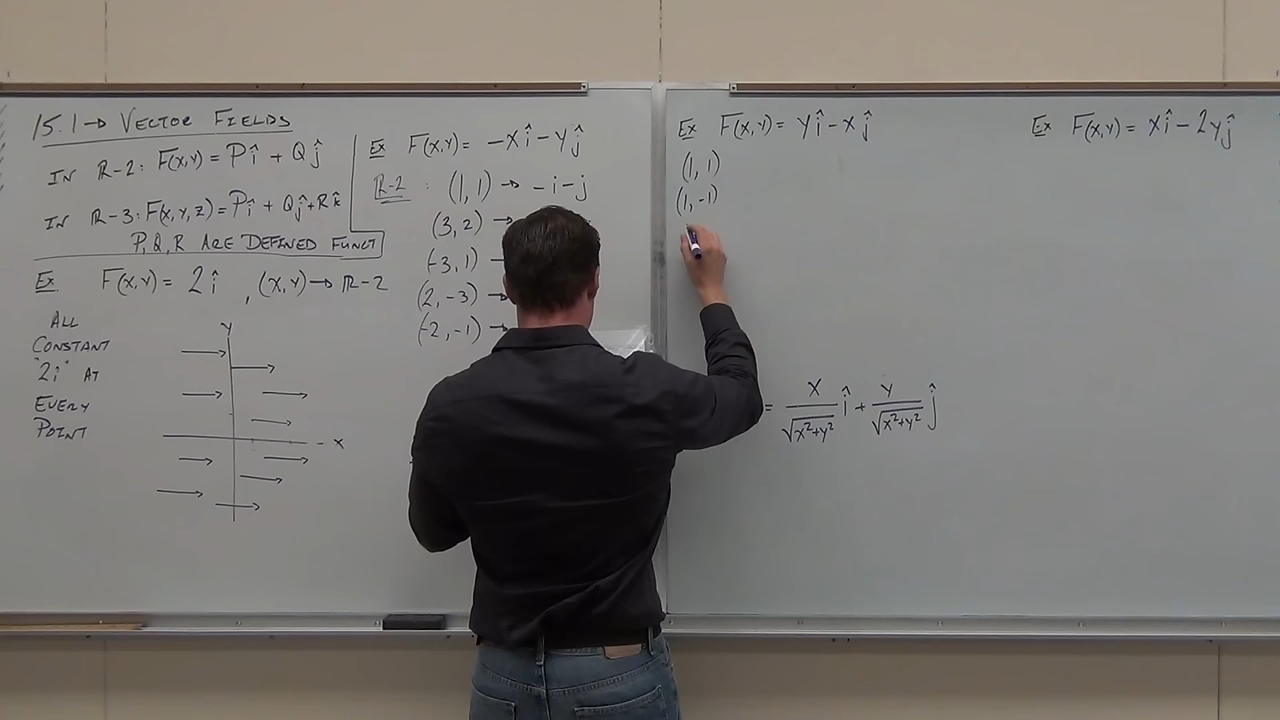 15.1 → VECTOR FIELDS
IN R-2: F(x,y) = Pî + Qĵ
IN R-3: F(x,y,z) = Pî + Qĵ + Rk̂
P, Q, R ARE DEFINED FUNCT
Ex F(x,y) = 2î , (x,y) → R-2
ALL
CONSTANT
"2i" AT
EVERY
POINT
y
x
Ex F(x,y) = -xî - yĵ
R-2 : (1, 1) → -i - j
(3, 2) →
(-3, 1) →
(2, -3) →
(-2, -1) →
Ex F(x,y) = yî - xĵ
(1, 1)
(1, -1)
= x/√(x²+y²) î + y/√(x²+y²) ĵ
Ex F(x,y) = xî - 2yĵ